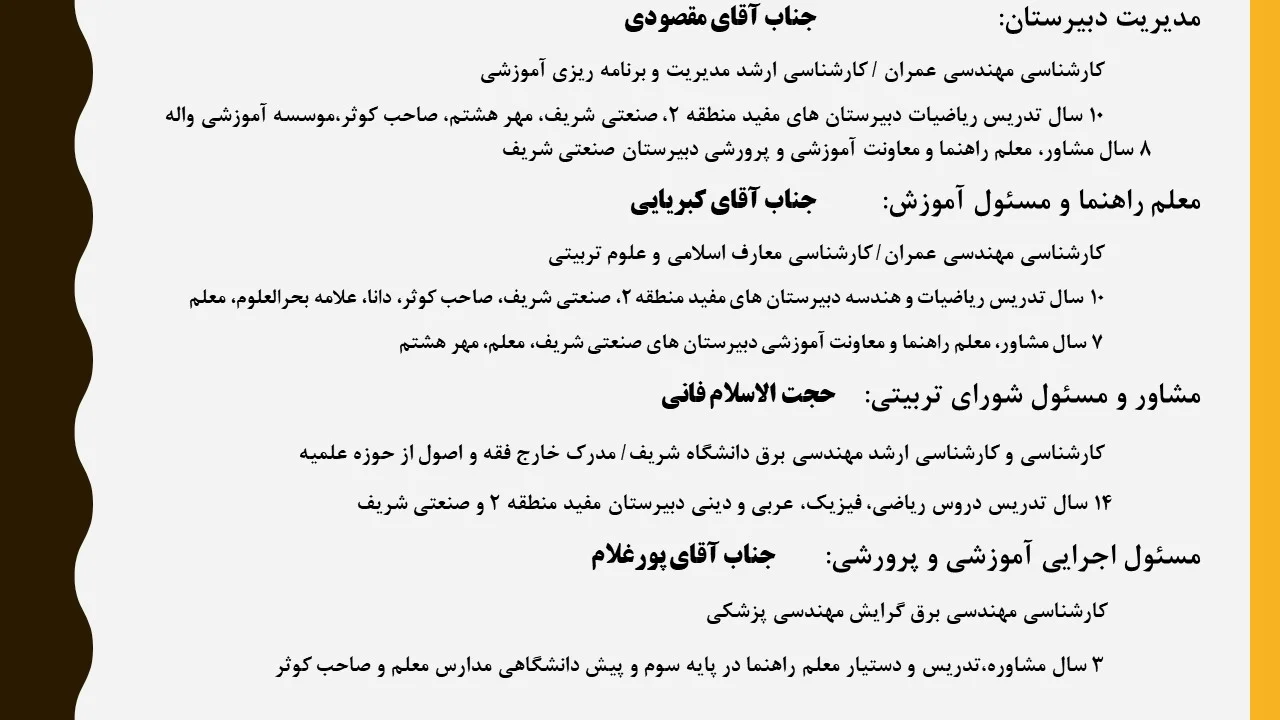 مدیریت دبیرستان: جناب آقای مقصودی
کارشناسی مهندسی عمران / کارشناسی ارشد مدیریت و برنامه ریزی آموزشی
۱۰ سال تدریس ریاضیات دبیرستان های مفید منطقه ۲، صنعتی شریف، مهر هشتم، صاحب کوثر،موسسه آموزشی واله
۸ سال مشاور، معلم راهنما و معاونت آموزشی و پرورشی دبیرستان صنعتی شریف
معلم راهنما و مسئول آموزش: جناب آقای کبریایی
کارشناسی مهندسی عمران / کارشناسی معارف اسلامی و علوم تربیتی
۱۰ سال تدریس ریاضیات و هندسه دبیرستان های مفید منطقه ۲، صنعتی شریف، صاحب کوثر، دانا، علامه بحرالعلوم، معلم
۷ سال مشاور، معلم راهنما و معاونت آموزشی دبیرستان های صنعتی شریف، معلم، مهر هشتم
مشاور و مسئول شورای تربیتی: حجت الاسلام فانی
کارشناسی و کارشناسی ارشد مهندسی برق دانشگاه شریف/ مدرک خارج فقه و اصول از حوزه علمیه
۱۴ سال تدریس دروس ریاضی، فیزیک، عربی و دینی دبیرستان مفید منطقه ۲ و صنعتی شریف
مسئول اجرایی آموزشی و پرورشی: جناب آقای پورغلام
کارشناسی مهندسی برق گرایش مهندسی پزشکی
۳ سال مشاوره،تدریس و دستیار معلم راهنما در پایه سوم و پیش دانشگاهی مدارس معلم و صاحب کوثر